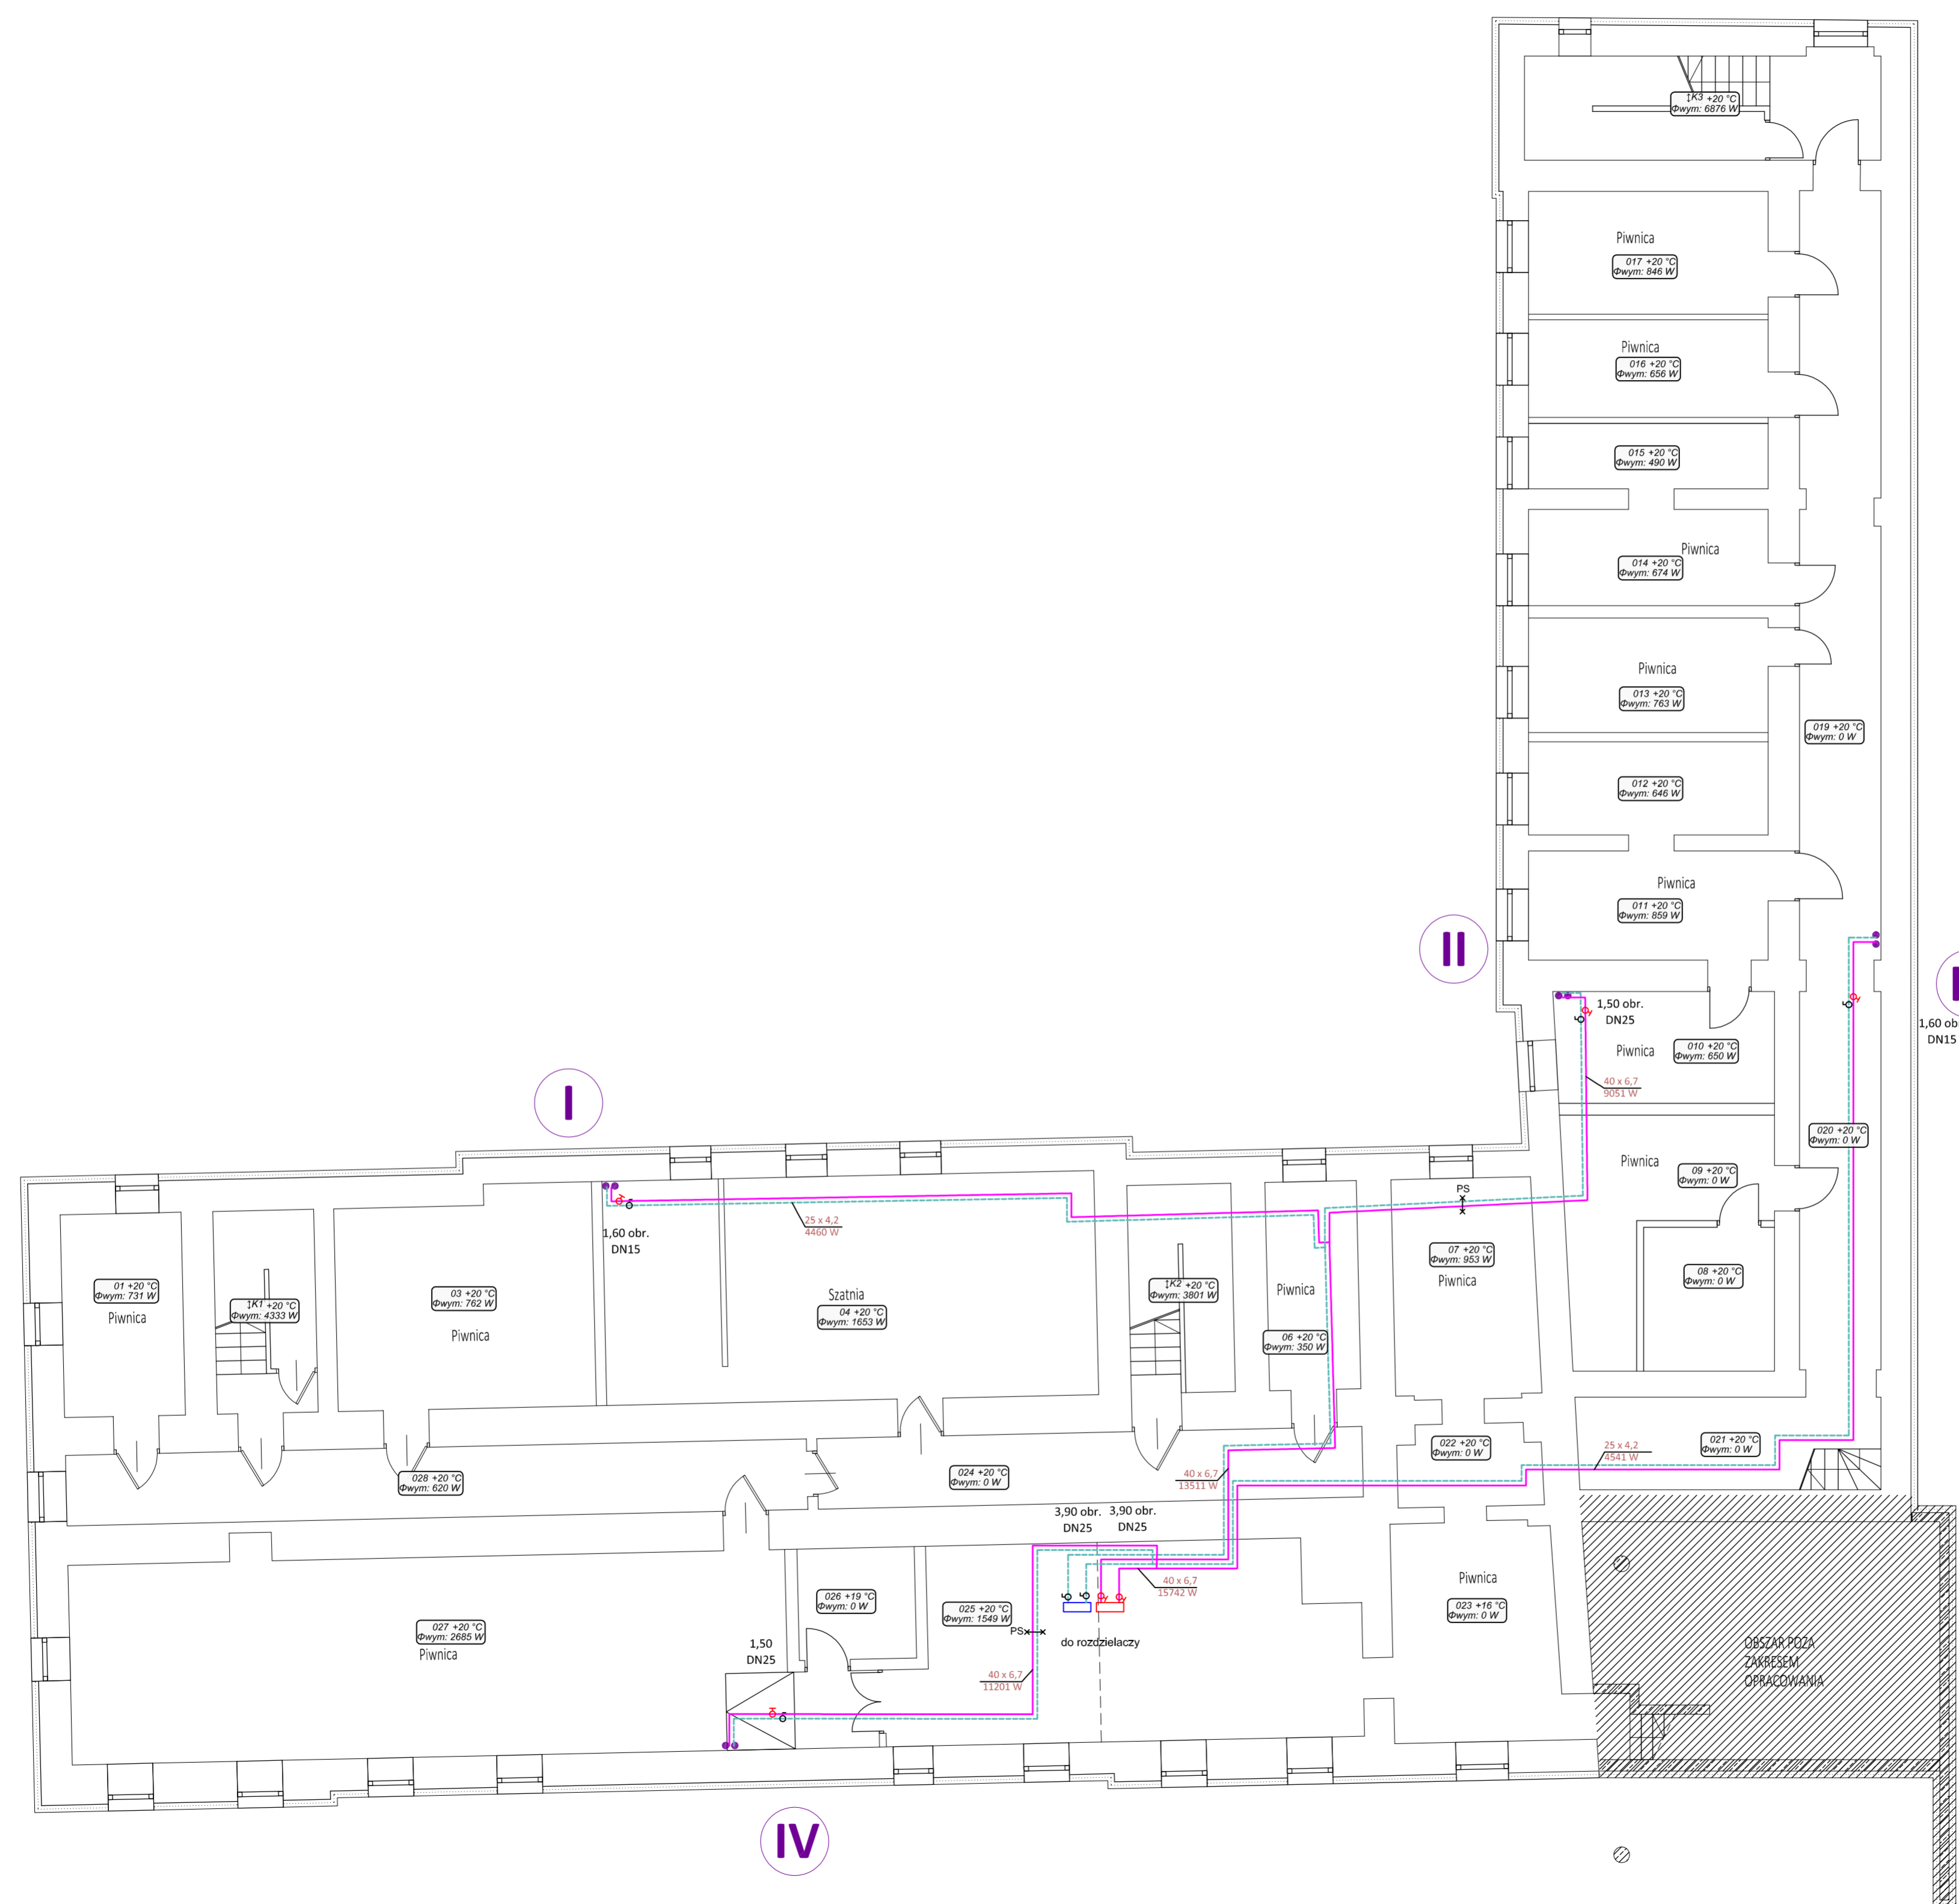 ↕K3 +20 °C
Φwym: 6876 W
Piwnica
017 +20 °C
Φwym: 846 W
Piwnica
016 +20 °C
Φwym: 656 W
015 +20 °C
Φwym: 490 W
Piwnica
014 +20 °C
Φwym: 674 W
Piwnica
013 +20 °C
Φwym: 763 W
019 +20 °C
Φwym: 0 W
012 +20 °C
Φwym: 646 W
Piwnica
011 +20 °C
Φwym: 859 W
II
1,50 obr.
DN25
1,60 ob
DN15
Piwnica
010 +20 °C
Φwym: 650 W
40 x 6,7
9051 W
I
020 +20 °C
Φwym: 0 W
Piwnica
09 +20 °C
Φwym: 0 W
PS
25 x 4,2
4460 W
1,60 obr.
DN15
07 +20 °C
Φwym: 953 W
Piwnica
08 +20 °C
Φwym: 0 W
01 +20 °C
Φwym: 731 W
Piwnica
↕K1 +20 °C
Φwym: 4333 W
03 +20 °C
Φwym: 762 W
Piwnica
Szatnia
04 +20 °C
Φwym: 1653 W
↕K2 +20 °C
Φwym: 3801 W
Piwnica
06 +20 °C
Φwym: 350 W
022 +20 °C
Φwym: 0 W
25 x 4,2
4541 W
021 +20 °C
Φwym: 0 W
028 +20 °C
Φwym: 620 W
024 +20 °C
Φwym: 0 W
40 x 6,7
13511 W
3,90 obr.
DN25
3,90 obr.
DN25
40 x 6,7
15742 W
Piwnica
023 +16 °C
Φwym: 0 W
026 +19 °C
Φwym: 0 W
025 +20 °C
Φwym: 1549 W
PS
do rozdzielaczy
027 +20 °C
Φwym: 2685 W
Piwnica
1,50
DN25
40 x 6,7
11201 W
OBSZAR POZA
ZAKRESEM
OPRACOWANIA
IV